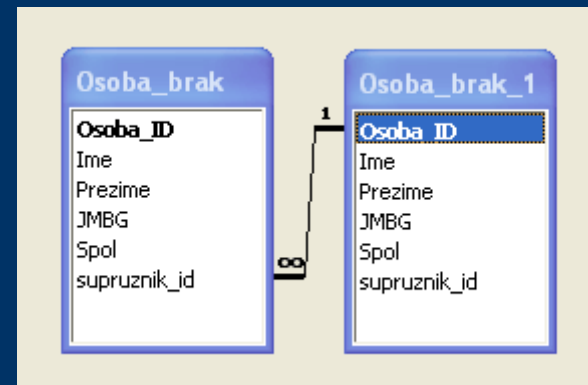 Osoba_brak
Osoba_ID
Ime
Prezime
JMBG
Spol
supruznik_id
∞
1
Osoba_brak_1
Osoba_ID
Ime
Prezime
JMBG
Spol
supruznik_id